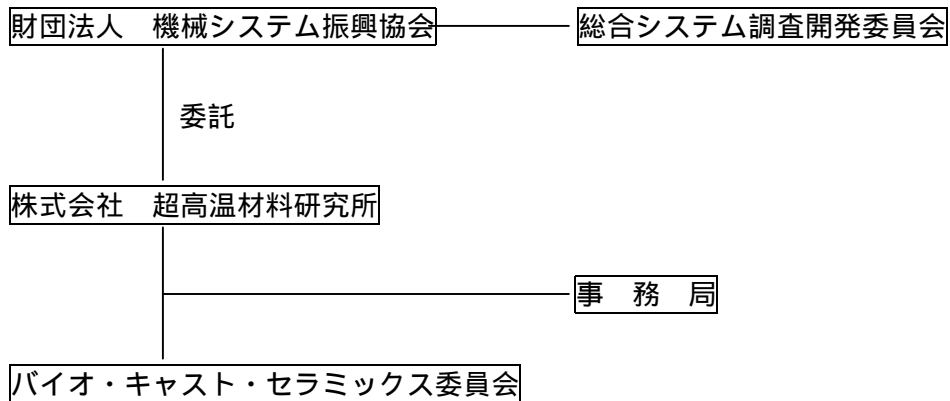 財団法人　機械システム振興協会
総合システム調査開発委員会
委託
株式会社　超高温材料研究所
事　務　局
バイオ・キャスト・セラミックス委員会